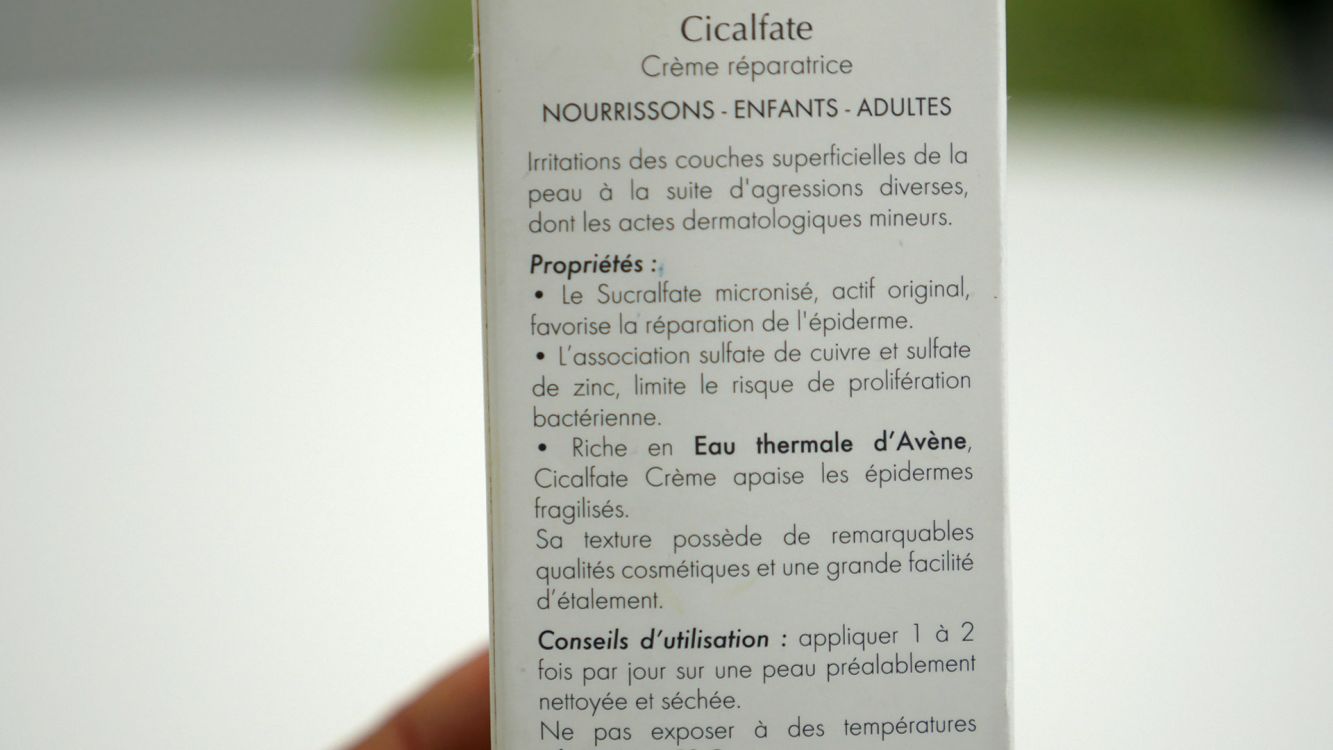 Cicalfate
Crème réparatrice
NOURRISSONS - ENFANTS - ADULTES
Irritations des couches superficielles de la
peau à la suite d'agressions diverses,
dont les actes dermatologiques mineurs.
Propriétés :
• Le Sucralfate micronisé, actif original,
favorise la réparation de l'épiderme.
• L’association sulfate de cuivre et sulfate
de zinc, limite le risque de prolifération
bactérienne.
• Riche en Eau thermale d’Avène,
Cicalfate Crème apaise les épidermes
fragilisés.
Sa texture possède de remarquables
qualités cosmétiques et une grande facilité
d’étalement.
Conseils d’utilisation : appliquer 1 à 2
fois par jour sur une peau préalablement
nettoyée et séchée.
Ne pas exposer à des températures